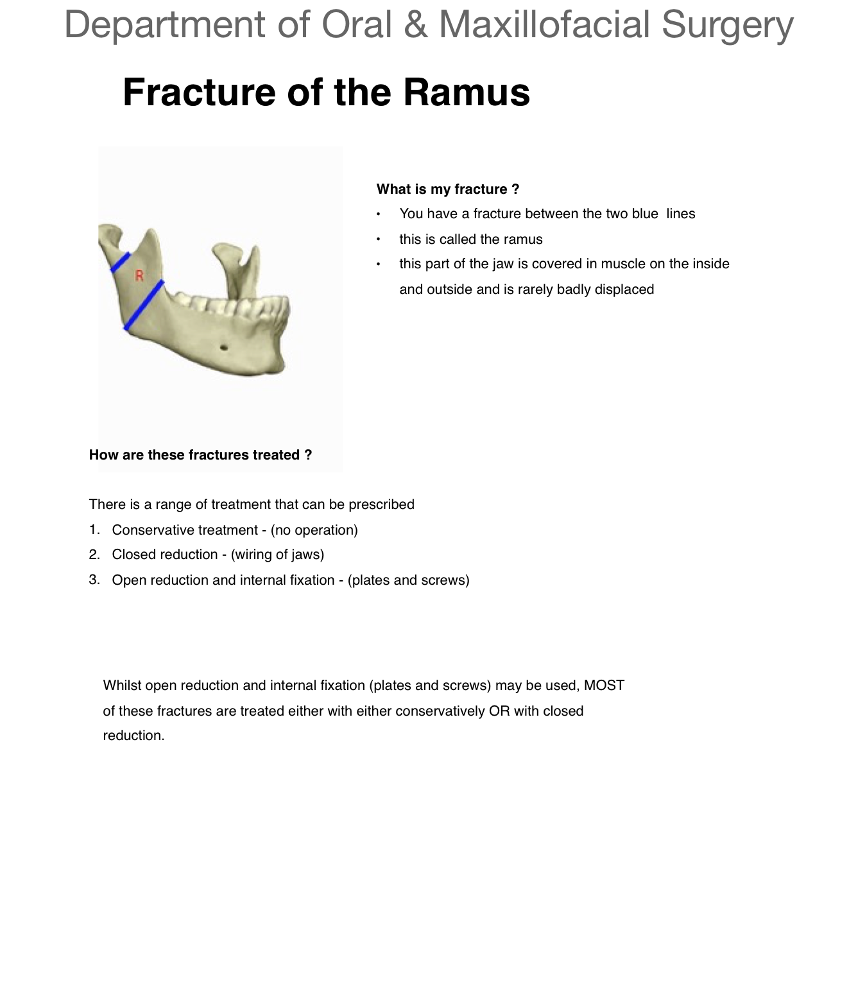 Department of Oral & Maxillofacial Surgery
Fracture of the Ramus
What is my fracture ?
• You have a fracture between the two blue  lines
• this is called the ramus
• this part of the jaw is covered in muscle on the inside
and outside and is rarely badly displaced
R
How are these fractures treated ?
There is a range of treatment that can be prescribed
1. Conservative treatment - (no operation)
2. Closed reduction - (wiring of jaws)
3. Open reduction and internal fixation - (plates and screws)
Whilst open reduction and internal fixation (plates and screws) may be used, MOST
of these fractures are treated either with either conservatively OR with closed
reduction.